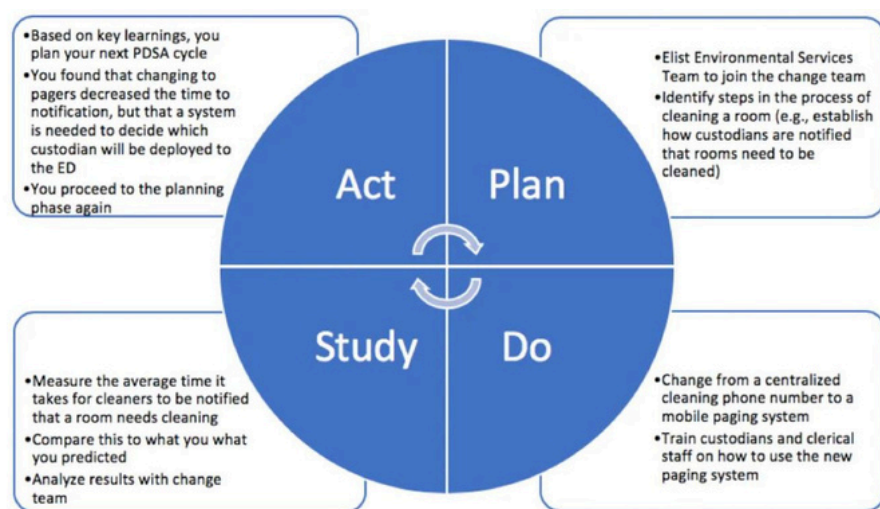 •Based on key learnings, you
plan your next PDSA cycle
•You found that changing to
pagers decreased the time to
notification, but that a system
is needed to decide which
custodian will be deployed to
the ED
•You proceed to the planning
phase again
Act
Plan
•Elist Environmental Services
Team to join the change team
•Identify steps in the process of
cleaning a room (e.g., establish
how custodians are notified
that rooms need to be
cleaned)
Study
Do
•Measure the average time it
takes for cleaners to be notified
that a room needs cleaning
•Compare this to what you what
you predicted
•Analyze results with change
team
•Change from a centralized
cleaning phone number to a
mobile paging system
•Train custodians and clerical
staff on how to use the new
paging system